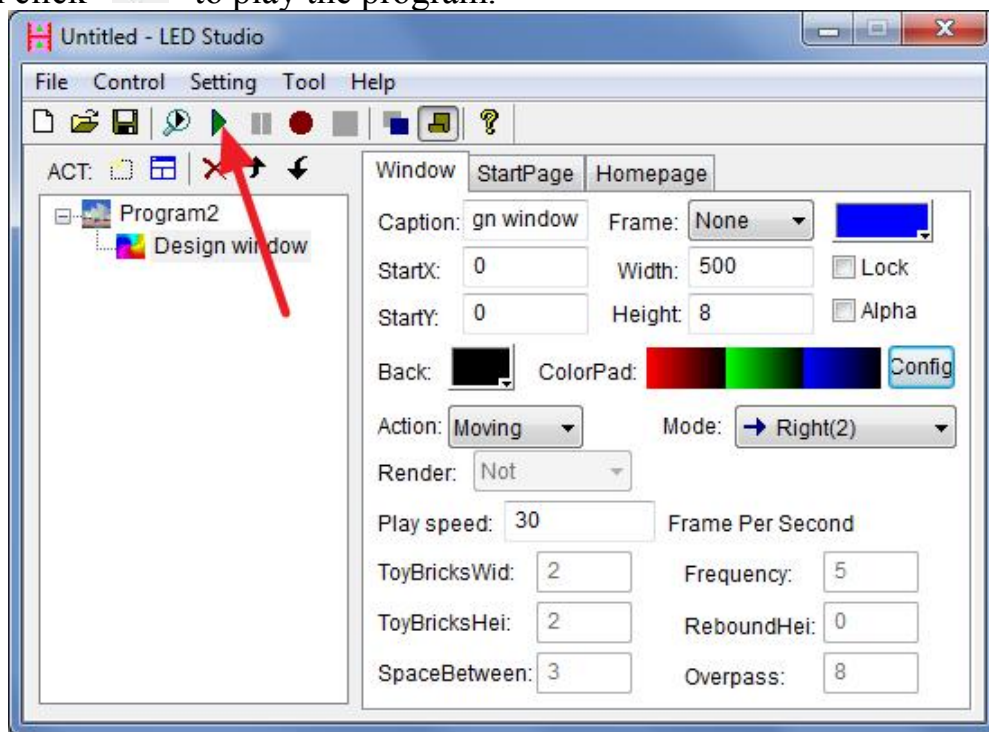 click to play the program.
Untitled - LED Studio
File Control Setting Tool Help
ACT:
Window StartPage Homepage
Program2
Design window
Caption: gn window Frame: None
StartX: 0 Width: 500 Lock
StartY: 0 Height: 8 Alpha
Back: ColorPad: Config
Action: Moving Mode: Right(2)
Render: Not
Play speed: 30 Frame Per Second
ToyBricksWid: 2 Frequency: 5
ToyBricksHei: 2 ReboundHei: 0
SpaceBetween: 3 Overpass: 8